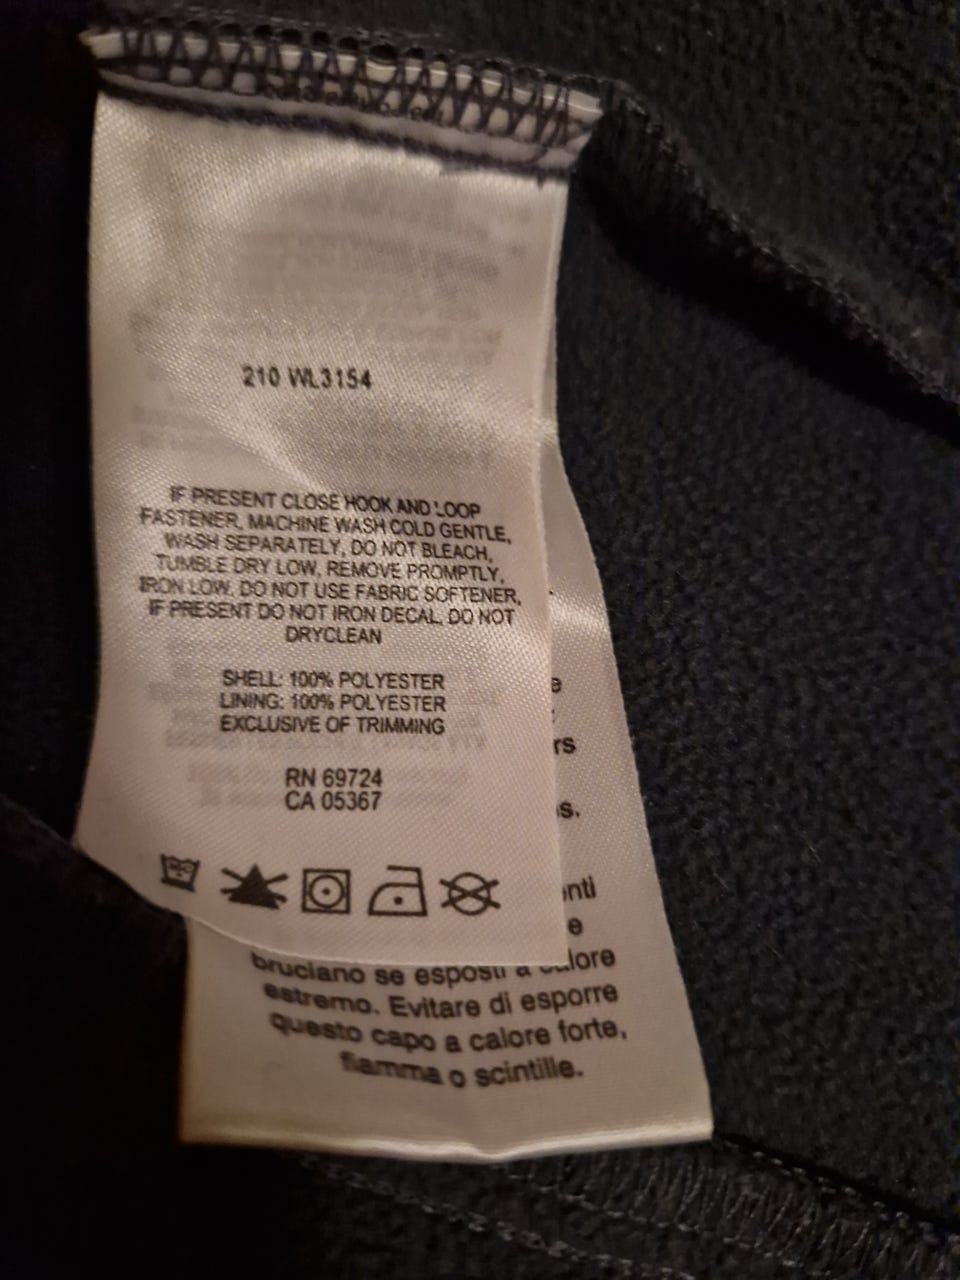 210 WL3154
IF PRESENT CLOSE HOOK AND LOOP
FASTENER, MACHINE WASH COLD GENTLE,
WASH SEPARATELY, DO NOT BLEACH,
TUMBLE DRY LOW, REMOVE PROMPTLY,
IRON LOW. DO NOT USE FABRIC SOFTENER,
IF PRESENT DO NOT IRON DECAL, DO NOT
DRYCLEAN
SHELL: 100% POLYESTER
LINING: 100% POLYESTER
EXCLUSIVE OF TRIMMING
RN 69724
CA 05367
bruciano se esposti a calore
estremo. Evitare di esporre
questo capo a calore forte,
fiamma o scintille.